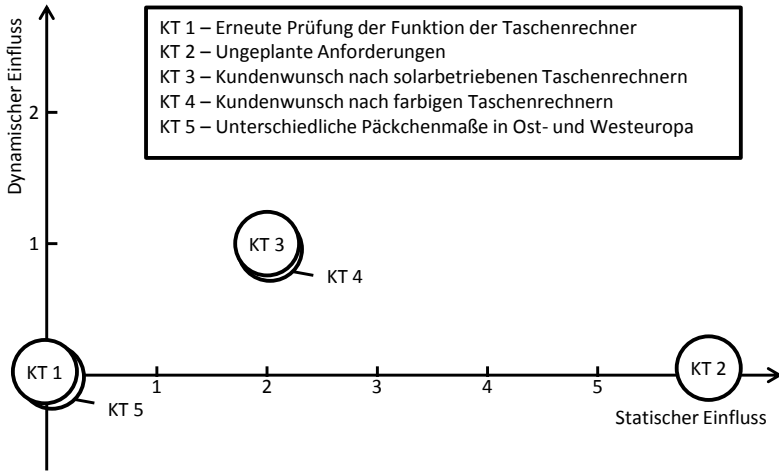 Dynamischer Einfluss
KT 1 – Erneute Prüfung der Funktion der Taschenrechner
KT 2 – Ungeplante Anforderungen
KT 3 – Kundenwunsch nach solarbetriebenen Taschenrechnern
KT 4 – Kundenwunsch nach farbigen Taschenrechnern
KT 5 – Unterschiedliche Päckchenmaße in Ost- und Westeuropa
2
1
KT 3
KT 4
KT 1
KT 5
1
2
3
4
5
KT 2
Statischer Einfluss